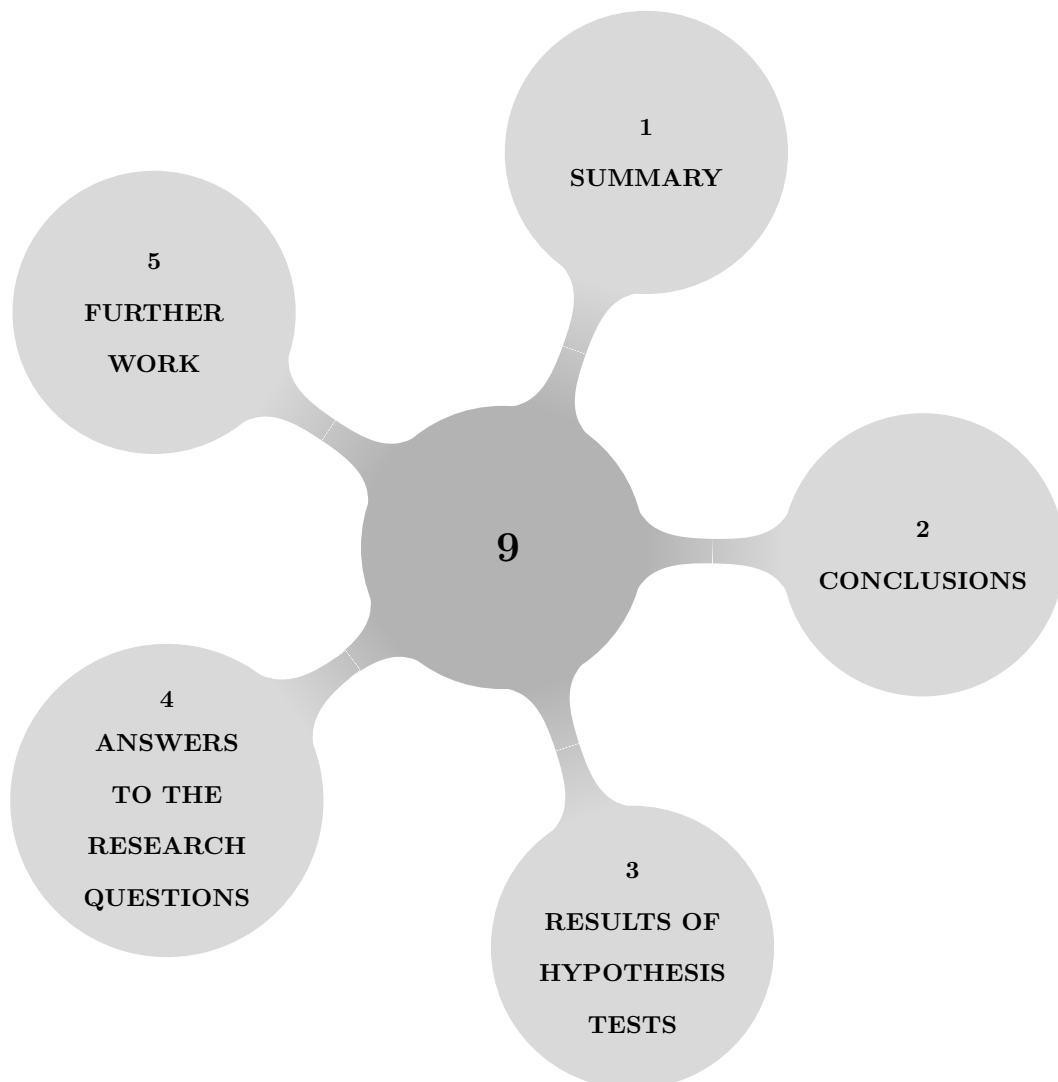 1
SUMMARY
5
FURTHER
WORK
9
2
CONCLUSIONS
4
ANSWERS
TO THE
RESEARCH
QUESTIONS
3
RESULTS OF
HYPOTHESIS
TESTS